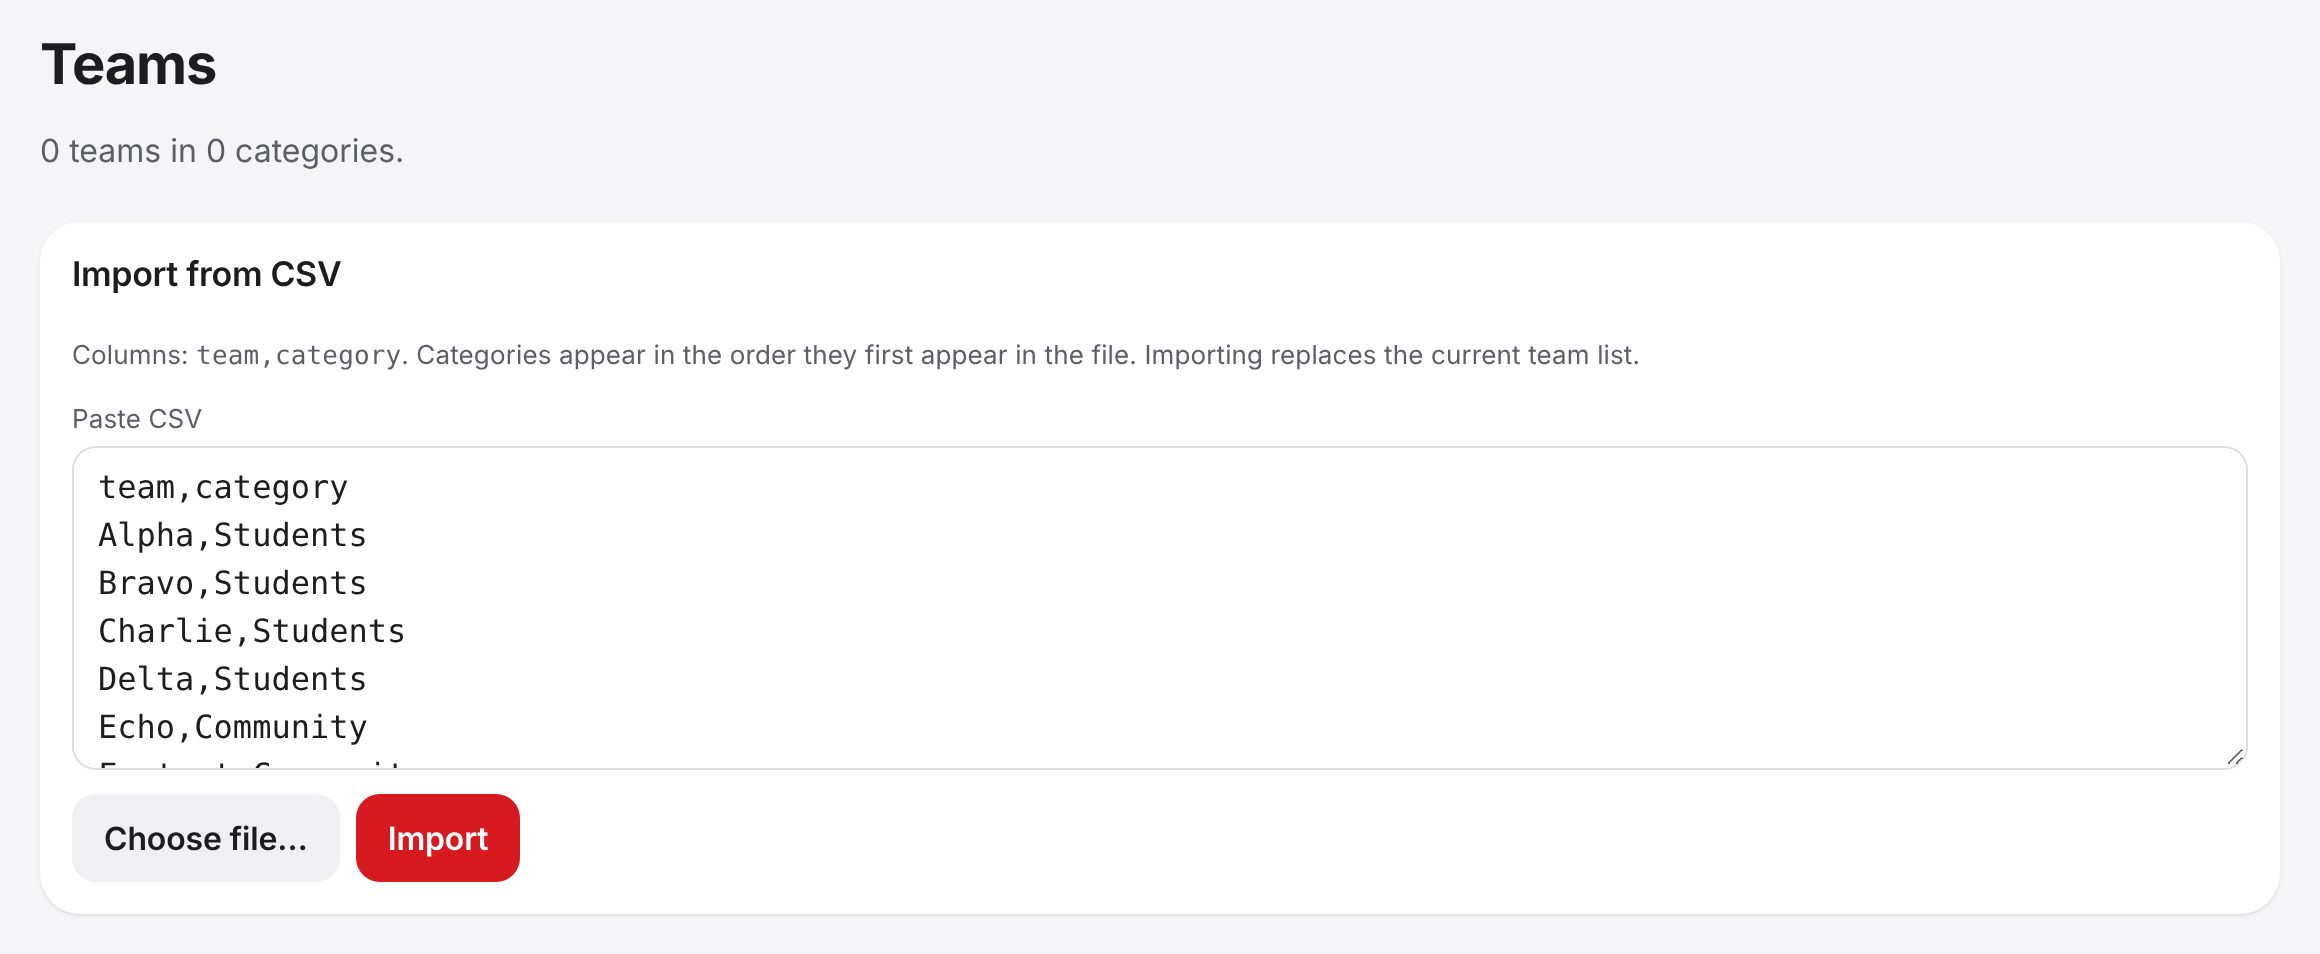 Teams
0 teams in 0 categories.
Import from CSV
Columns: team,category. Categories appear in the order they first appear in the file. Importing replaces the current team list.
Paste CSV
team,category
Alpha,Students
Bravo,Students
Charlie,Students
Delta,Students
Echo,Community
Choose file...
Import